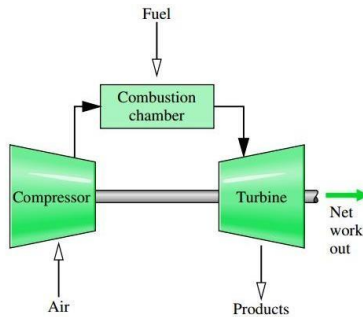 Fuel
Combustion
chamber
Compressor
Turbine
Net
work
out
Air
Products